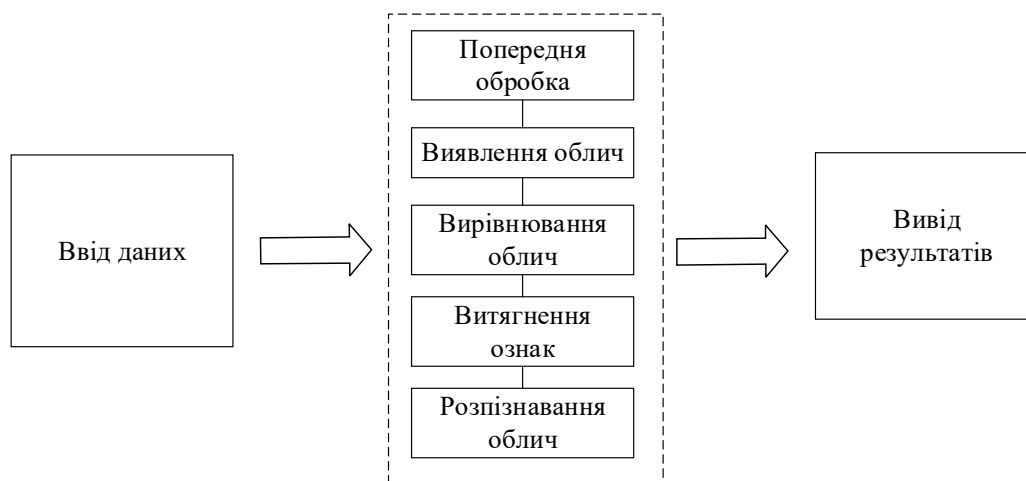 Ввід даних
Попередня
обробка
Виявлення облич
Вирівнювання
облич
Витягнення
ознак
Розпізнавання
облич
Вивід
результатів